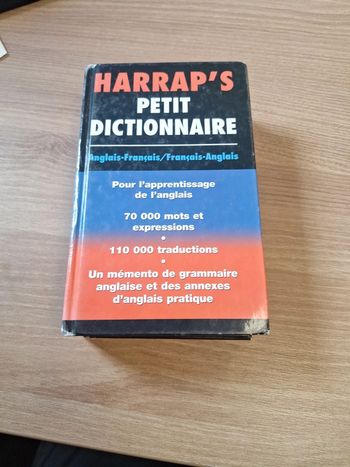 HARRAP'S
PETIT
DICTIONNAIRE
Anglais-Français/Français-Anglais
Pour l'apprentissage
de l'anglais
70 000 mots et
expressions
•
110 000 traductions
•
Un mémento de grammaire
anglaise et des annexes
d'anglais pratique